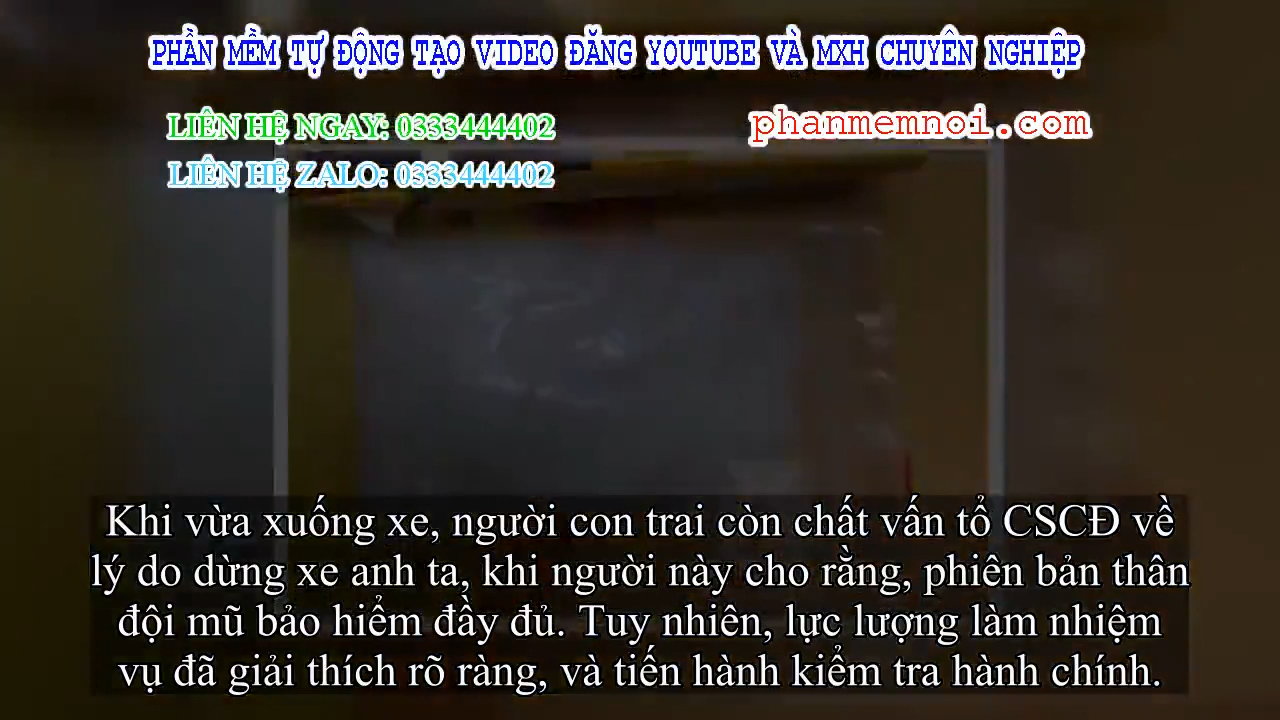 PHẦN MỀM TỰ ĐỘNG TẠO VIDEO ĐĂNG YOUTUBE VÀ MXH CHUYÊN NGHIỆP
LIÊN HỆ NGAY: 0333444402
phanmemnoi.com
LIÊN HỆ ZALO: 0333444402
Khi vừa xuống xe, người con trai còn chất vấn tổ CSCĐ về
lý do dừng xe anh ta, khi người này cho rằng, phiên bản thân
đội mũ bảo hiểm đầy đủ. Tuy nhiên, lực lượng làm nhiệm
vụ đã giải thích rõ ràng, và tiến hành kiểm tra hành chính.